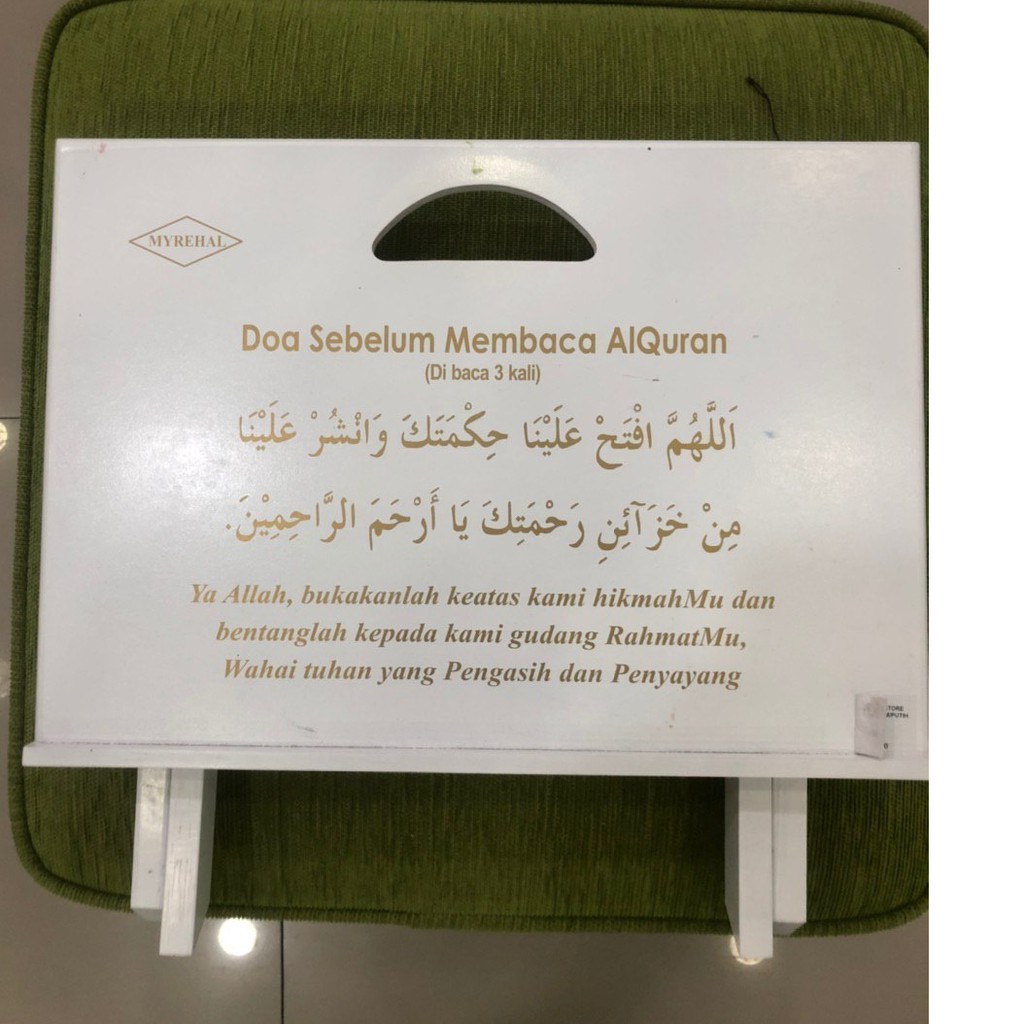 MYREHAL
Doa Sebelum Membaca AlQuran
(Di baca 3 kali)
اَللَّهُمَّ افْتَحْ عَلَيْنَا حِكْمَتَكَ وَانْشُرْ عَلَيْنَا
مِنْ خَزَآئِنِ رَحْمَتِكَ يَا أَرْحَمَ الرَّاحِمِيْنَ.
Ya Allah, bukakanlah keatas kami hikmahMu dan
bentanglah kepada kami gudang RahmatMu,
Wahai tuhan yang Pengasih dan Penyayang